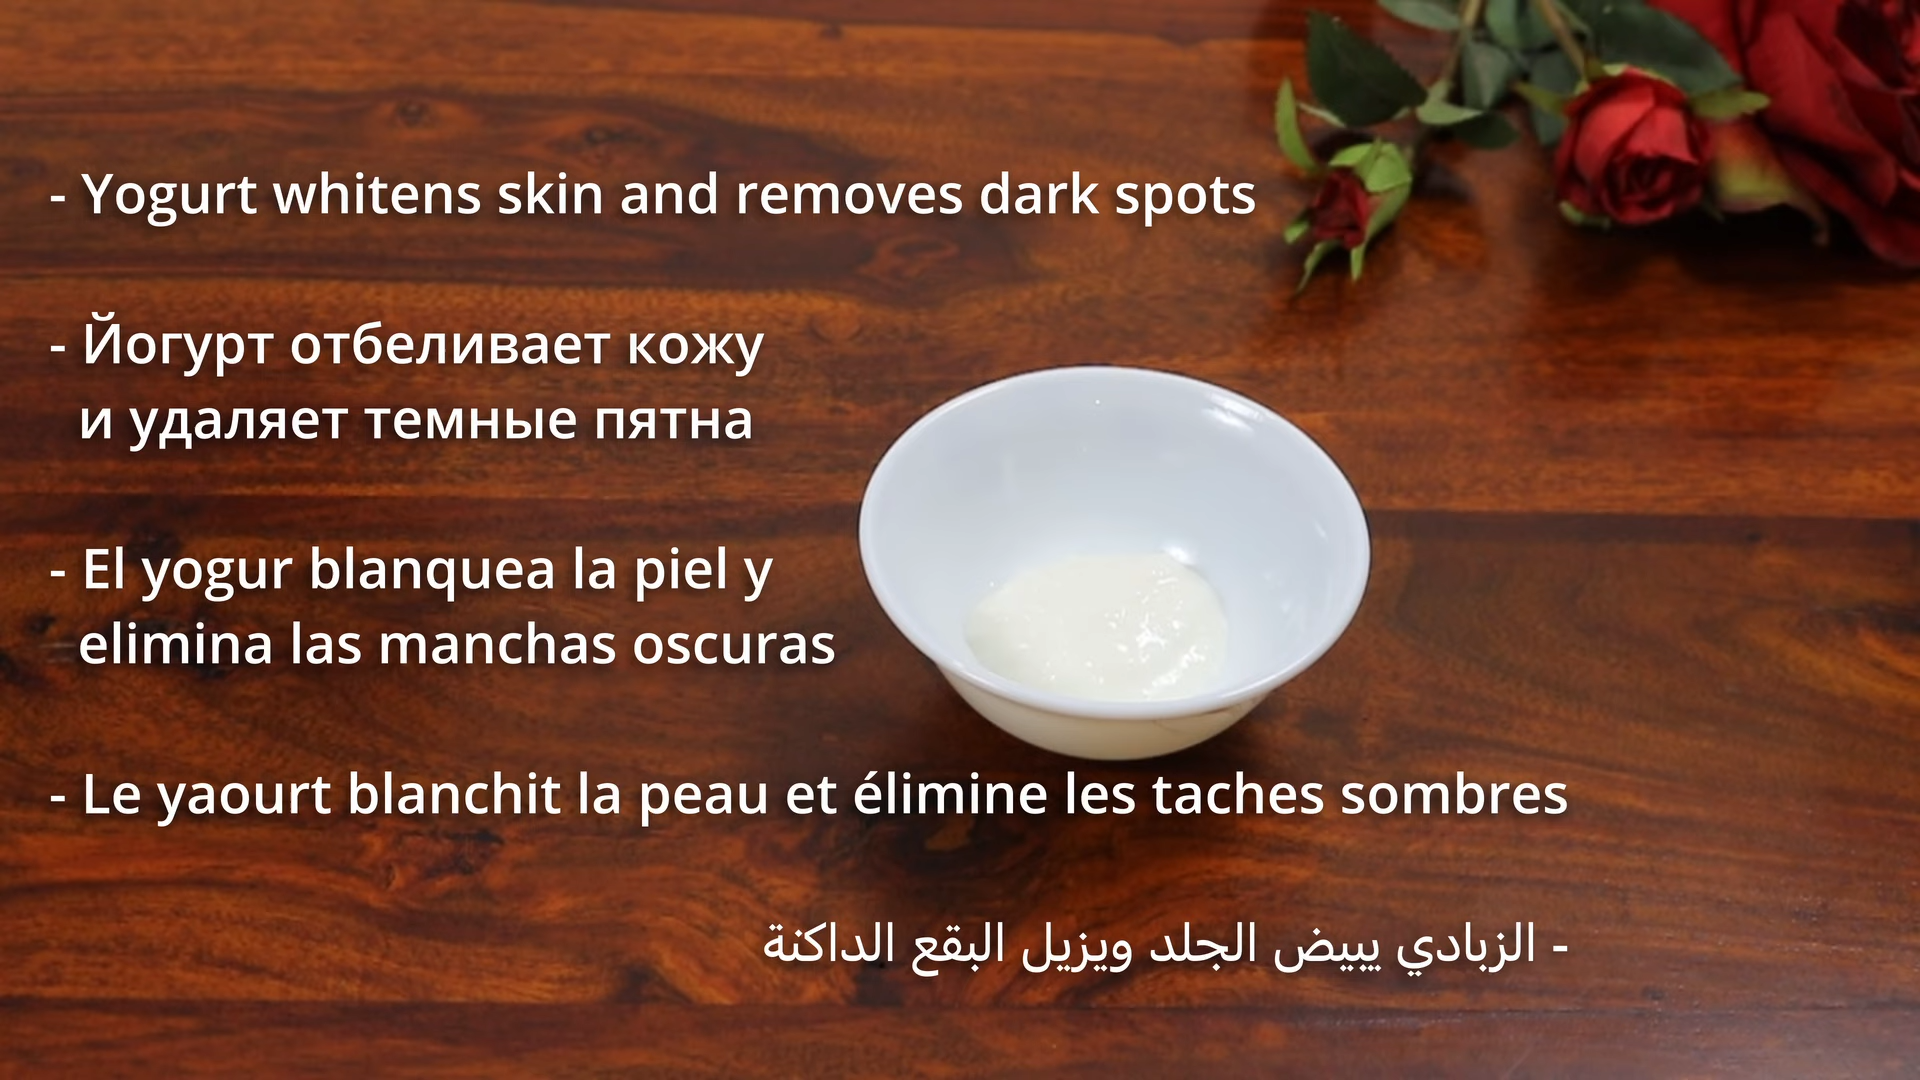 - Yogurt whitens skin and removes dark spots
- Йогурт отбеливает кожу
и удаляет темные пятна
- El yogur blanquea la piel y
elimina las manchas oscuras
- Le yaourt blanchit la peau et élimine les taches sombres
- الزبادي يبيض الجلد ويزيل البقع الداكنة